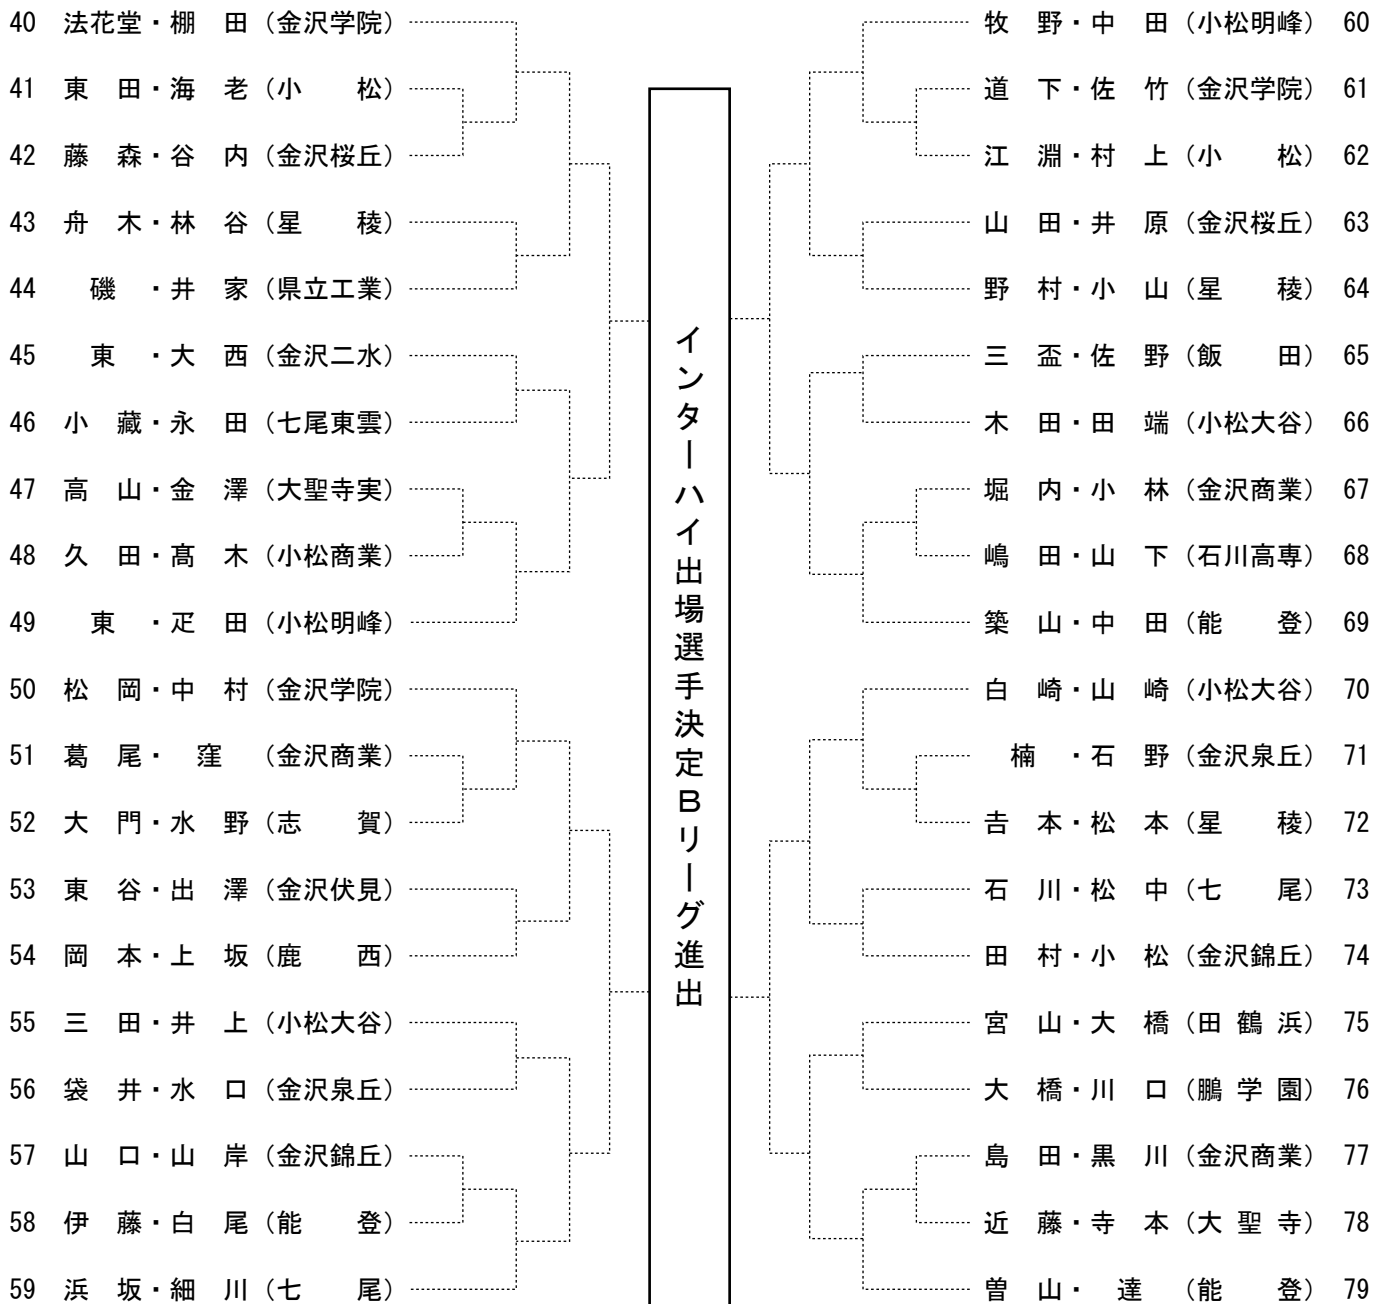 40 法花堂・棚　田（金沢学院）
41 東　田・海　老（小　　松）
42 藤　森・谷　内（金沢桜丘）
43 舟　木・林　谷（星　　稜）
44 　磯　・井　家（県立工業）
45 　東　・大　西（金沢二水）
46 小　藏・永　田（七尾東雲）
47 高　山・金　澤（大聖寺実）
48 久　田・髙　木（小松商業）
49 　東　・疋　田（小松明峰）
50 松　岡・中　村（金沢学院）
51 葛　尾・　窪　（金沢商業）
52 大　門・水　野（志　　賀）
53 東　谷・出　澤（金沢伏見）
54 岡　本・上　坂（鹿　　西）
55 三　田・井　上（小松大谷）
56 袋　井・水　口（金沢泉丘）
57 山　口・山　岸（金沢錦丘）
58 伊　藤・白　尾（能　　登）
59 浜　坂・細　川（七　　尾）
インターハイ出場選手決定Ｂリーグ進出
牧　野・中　田（小松明峰） 60
道　下・佐　竹（金沢学院） 61
江　淵・村　上（小　　松） 62
山　田・井　原（金沢桜丘） 63
野　村・小　山（星　　稜） 64
三　盃・佐　野（飯　　田） 65
木　田・田　端（小松大谷） 66
堀　内・小　林（金沢商業） 67
嶋　田・山　下（石川高専） 68
築　山・中　田（能　　登） 69
白　崎・山　崎（小松大谷） 70
　楠　・石　野（金沢泉丘） 71
𠮷　本・松　本（星　　稜） 72
石　川・松　中（七　　尾） 73
田　村・小　松（金沢錦丘） 74
宮　山・大　橋（田 鶴 浜） 75
大　橋・川　口（鵬 学 園） 76
島　田・黒　川（金沢商業） 77
近　藤・寺　本（大 聖 寺） 78
曽　山・　達　（能　　登） 79